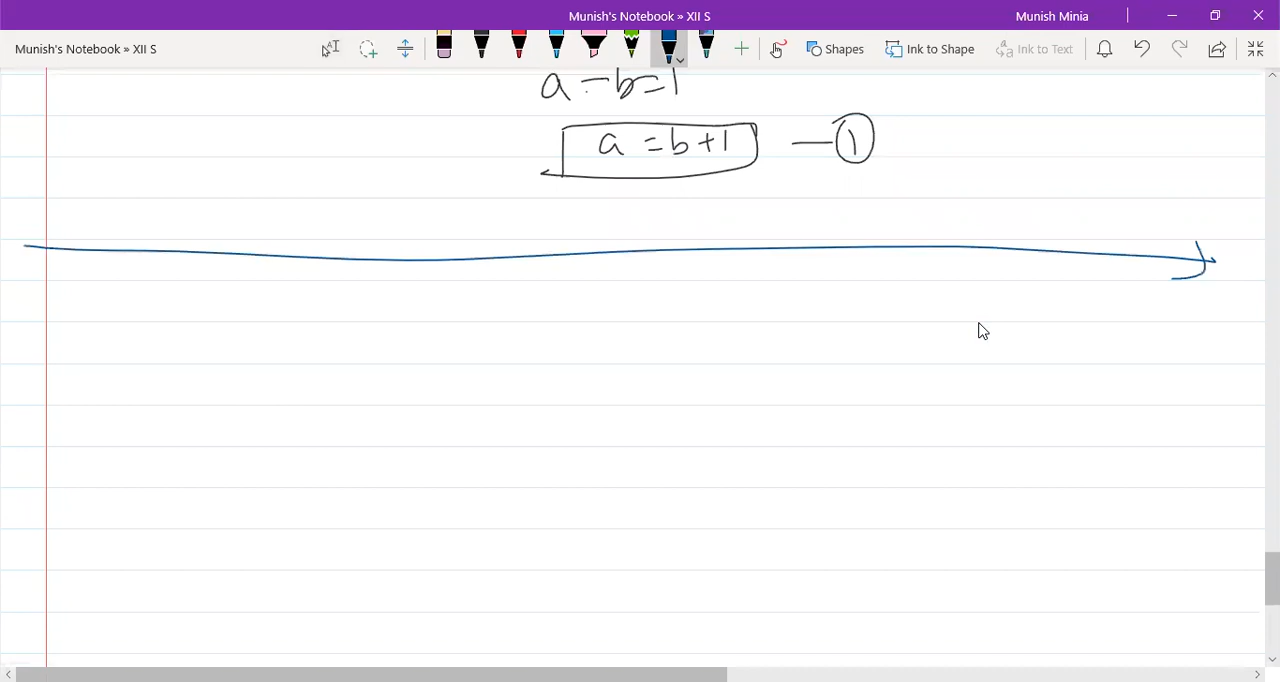 Munish's Notebook » XII S
Munish Minia
Munish's Notebook » XII S
Shapes
Ink to Shape
Ink to Text
a - b = 1
a = b + 1 — 1